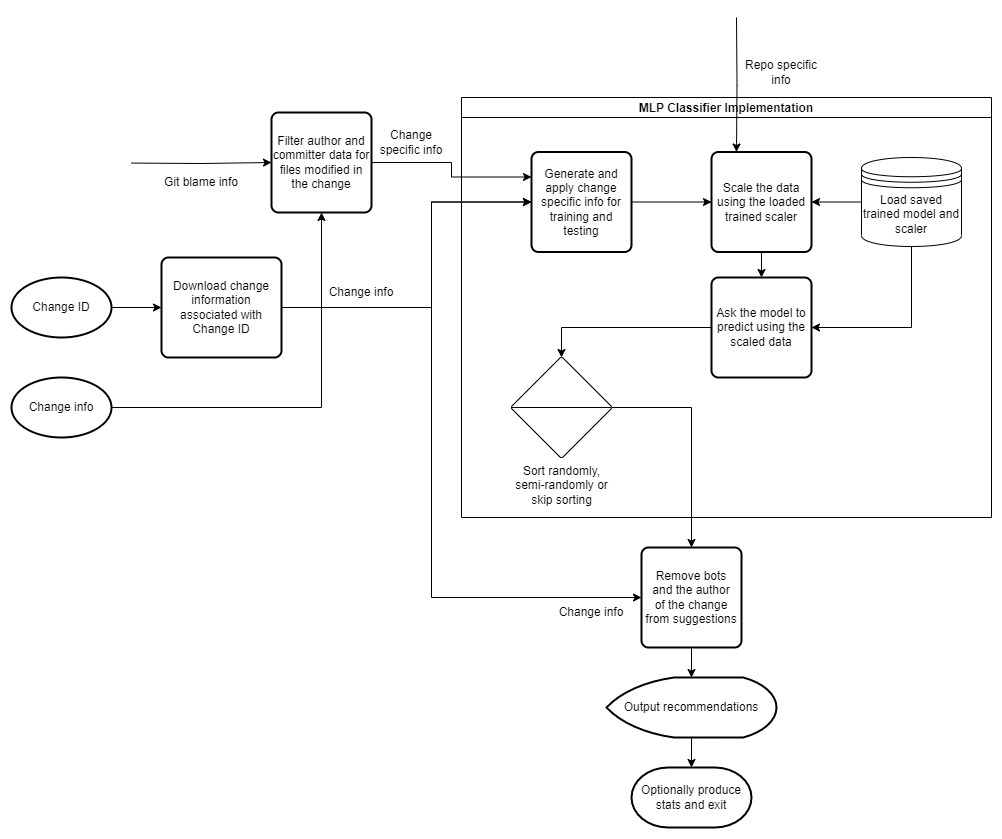 Repo specific
info
MLP Classifier Implementation
Filter author and
committer data for
files modified in
the change
Change
specific info
Git blame info
Generate and
apply change
specific info for
training and
testing
Scale the data
using the loaded
trained scaler
Load saved
trained model and
scaler
Change ID
Download change
information
associated with
Change ID
Change info
Ask the model to
predict using the
scaled data
Change info
Sort randomly,
semi-randomly or
skip sorting
Remove bots
and the author
of the change
from suggestions
Change info
Output recommendations
Optionally produce
stats and exit